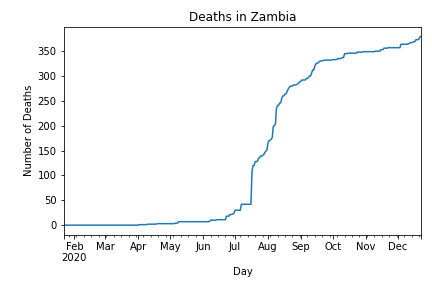 Deaths in Zambia
Number of Deaths
350
300
250
200
150
100
50
0
Feb Mar Apr May Jun Jul Aug Sep Oct Nov Dec
2020
Day